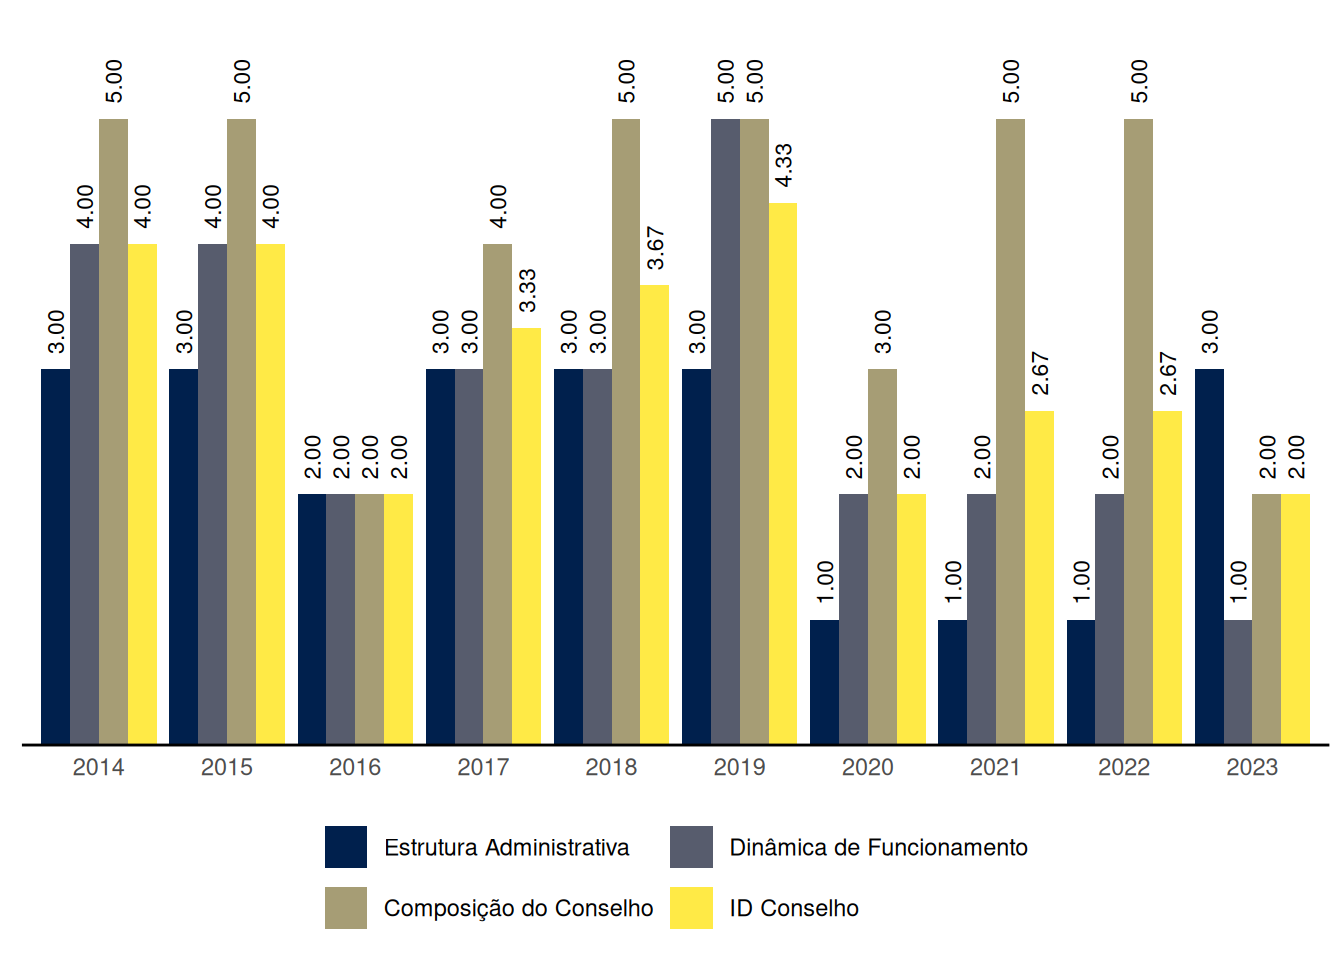 3.00 4.00 5.00 4.00
3.00 4.00 5.00 4.00
2.00 2.00 2.00 2.00
3.00 3.00 4.00 3.33
3.00 3.00 5.00 3.67
3.00 5.00 5.00 4.33
1.00 2.00 3.00 2.00
1.00 2.00 5.00 2.67
1.00 2.00 5.00 2.67
3.00 1.00 2.00 2.00
2014 2015 2016 2017 2018 2019 2020 2021 2022 2023
Estrutura Administrativa Dinâmica de Funcionamento
Composição do Conselho ID Conselho